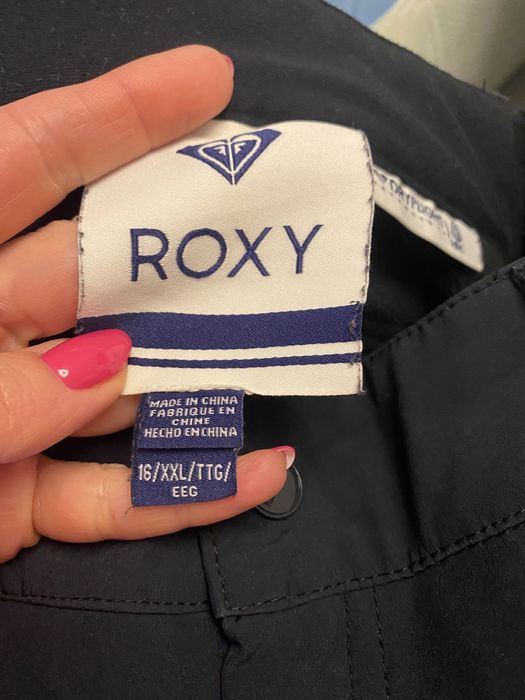 ROXY
MADE IN CHINA
FABRIQUE EN
CHINE
HECHO EN CHINA
16/XXL/TTG/
EEG